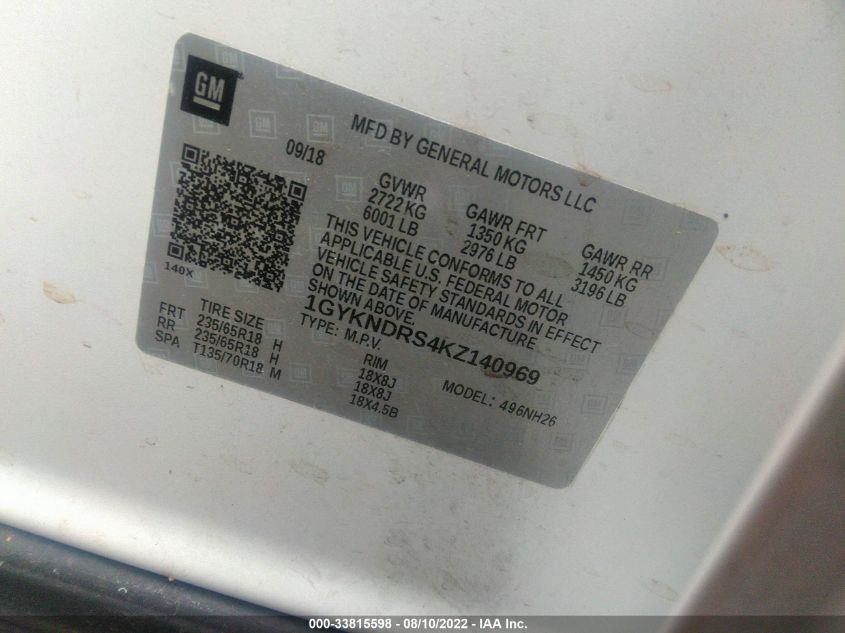 GM
MFD BY GENERAL MOTORS LLC
09/18
GVWR
2722 KG
6001 LB
GAWR FRT
1350 KG
2976 LB
GAWR RR
1450 KG
3196 LB
THIS VEHICLE CONFORMS TO ALL
APPLICABLE U.S. FEDERAL MOTOR
VEHICLE SAFETY STANDARDS IN EFFECT
ON THE DATE OF MANUFACTURE
SHOWN ABOVE.
140X
1GYKNDRS4KZ140969
TYPE: M.P.V.
MODEL: 496NH26
TIRE SIZE
RIM
FRT 235/65R18 H 18X8J
RR 235/65R18 H 18X8J
SPA T135/70R18 M 18X4.5B
000-33815598 - 08/10/2022 - IAA Inc.